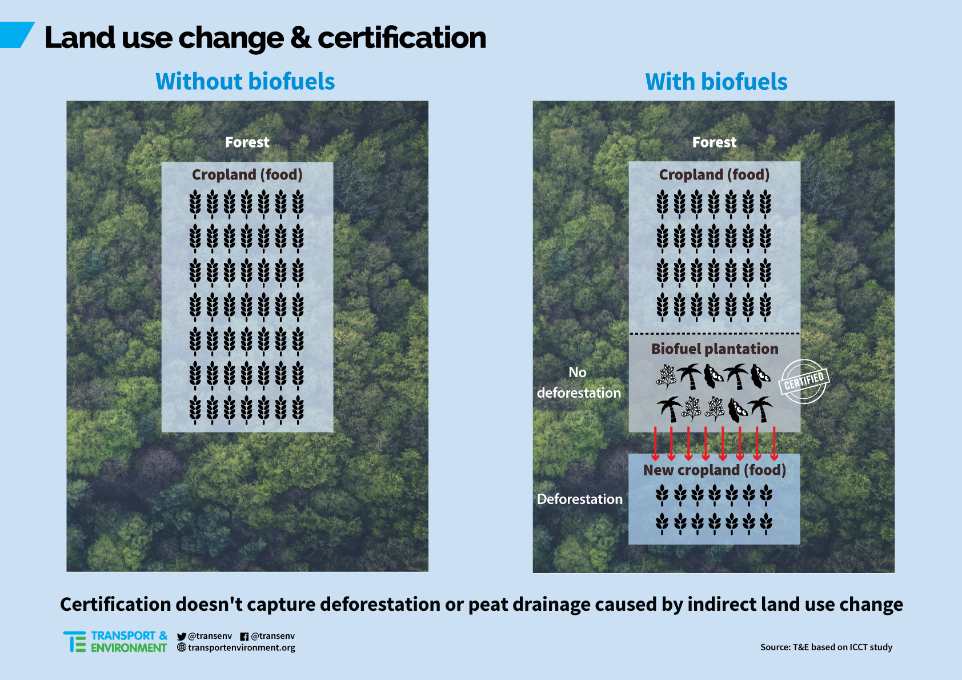 Land use change & certification
Without biofuels
Forest
Cropland (food)
With biofuels
Forest
Cropland (food)
Biofuel plantation
No
deforestation
CERTIFIED
New cropland (food)
Deforestation
Certification doesn't capture deforestation or peat drainage caused by indirect land use change
TE TRANSPORT &
ENVIRONMENT
@transenv @transenv
transportenvironment.org
Source: T&E based on ICCT study